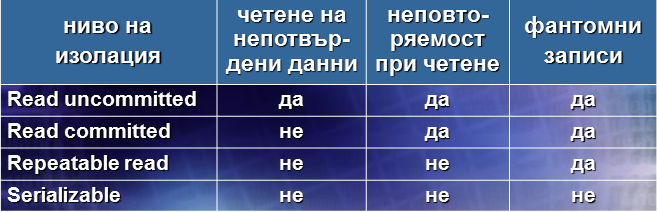 ниво на изолация четене на непотвър-дени данни неповто-ряемост при четене фантомни записи
Read uncommitted да да да
Read committed не да да
Repeatable read не не да
Serializable не не не